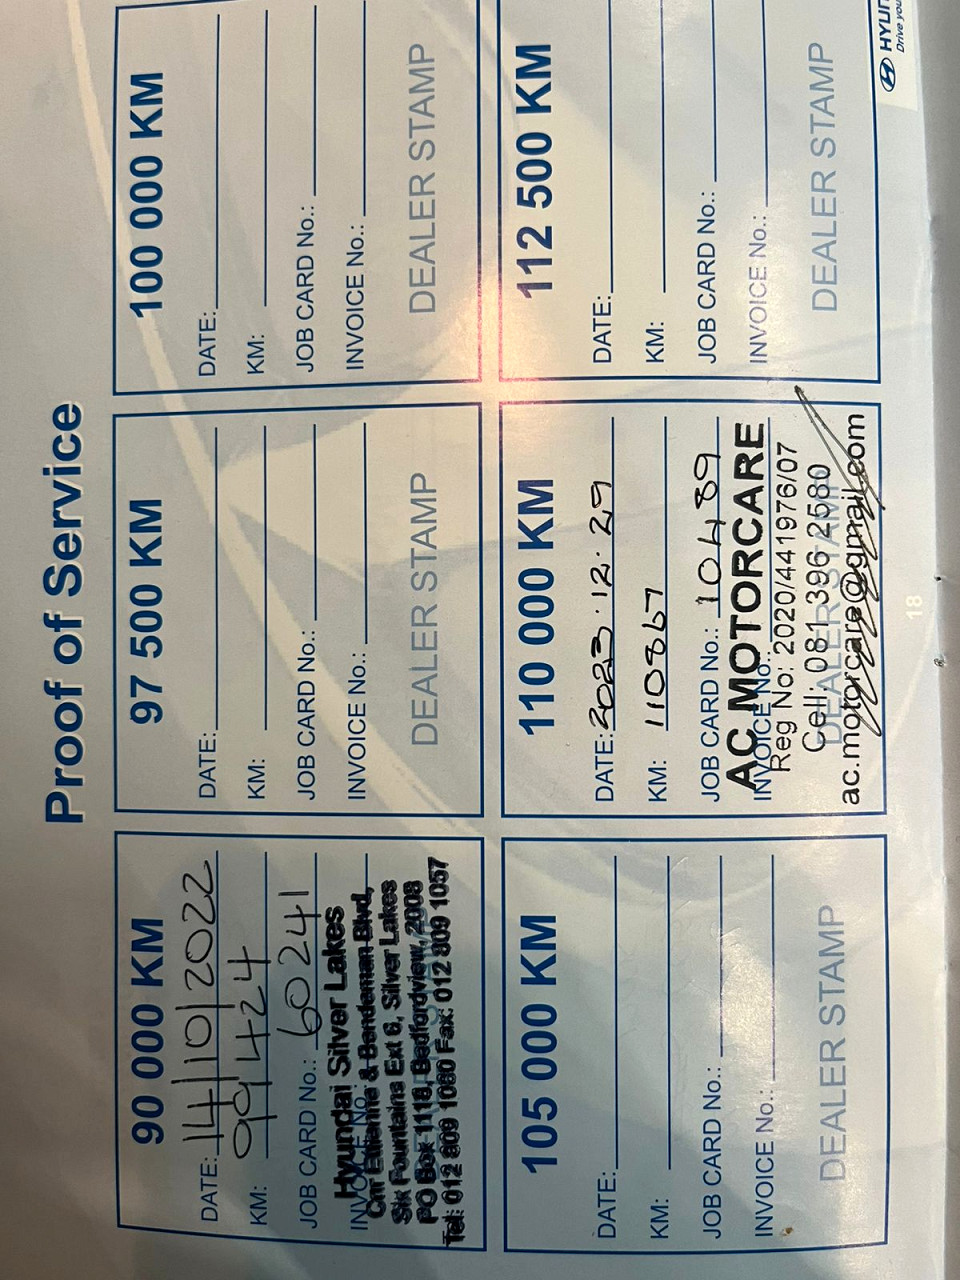 Proof of Service
90 000 KM
DATE: 14/10/2022
KM: 99424
JOB CARD No.: 60241
INVOICE No.:
Hyundai Silver Lakes
Cnr Etienne & Bendeman Blvd,
Six Fountains Ext 6, Silver Lakes
PO Box 1118, Bedfordview, 2008
Tel: 012 809 1060 Fax: 012 809 1057
97 500 KM
DATE:
KM:
JOB CARD No.:
INVOICE No.:
DEALER STAMP
100 000 KM
DATE:
KM:
JOB CARD No.:
INVOICE No.:
DEALER STAMP
105 000 KM
DATE:
KM:
JOB CARD No.:
INVOICE No.:
DEALER STAMP
110 000 KM
DATE: 2023.12.29
KM: 110867
JOB CARD No.: 10489
INVOICE No.:
AC MOTORCARE
Reg No: 2020/441976/07
Cell: 081 396 2580
DEALER STAMP
ac.motorcare@gmail.com
112 500 KM
DATE:
KM:
JOB CARD No.:
INVOICE No.:
DEALER STAMP
18
Drive